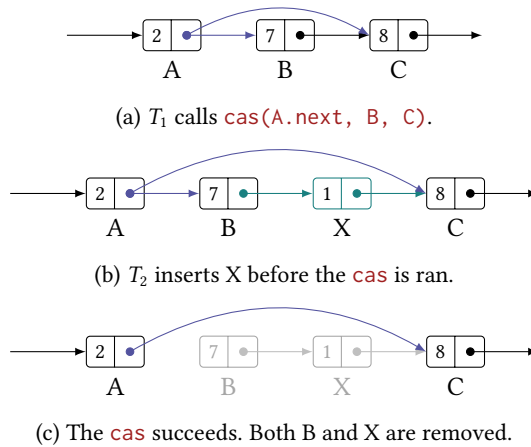 2 7 8
A B C
(a) T₁ calls cas(A.next, B, C).
2 7 1 8
A B X C
(b) T₂ inserts X before the cas is ran.
2 7 1 8
A B X C
(c) The cas succeeds. Both B and X are removed.